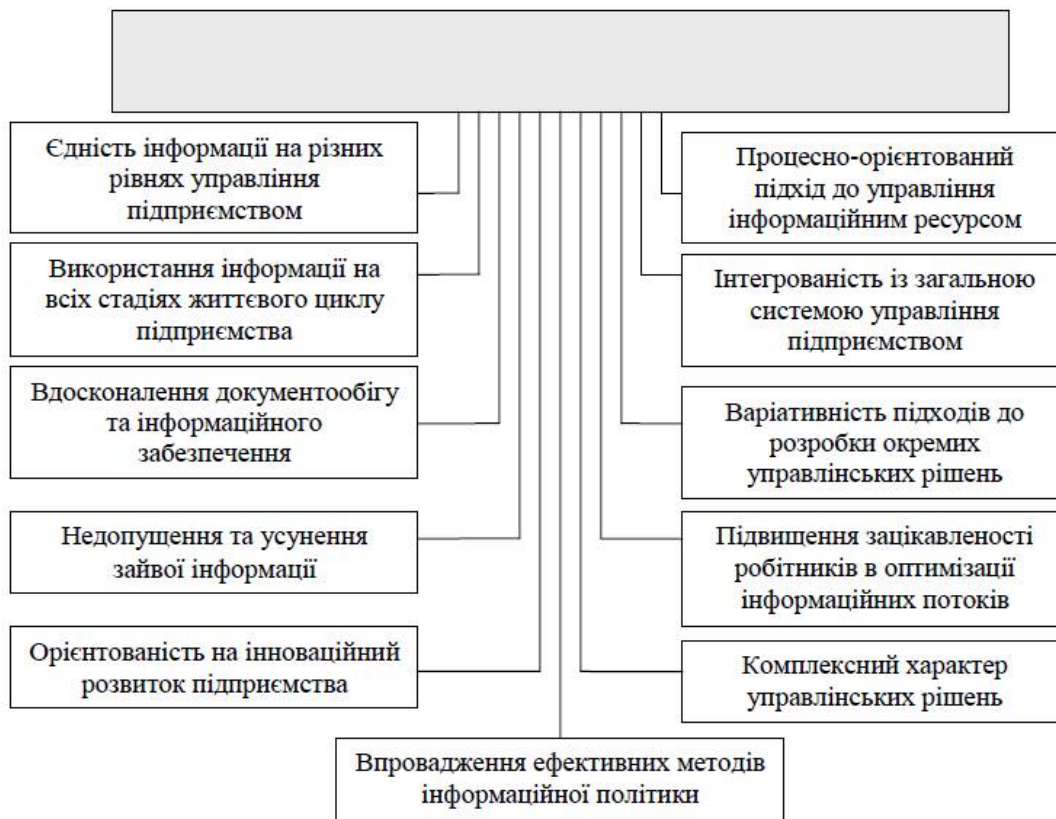 Єдність інформації на різних
рівнях управління
підприємством
Використання інформації на
всіх стадіях життєвого циклу
підприємства
Вдосконалення документообігу
та інформаційного
забезпечення
Недопущення та усунення
зайвої інформації
Орієнтованість на інноваційний
розвиток підприємства
Процесно-орієнтований
підхід до управління
інформаційним ресурсом
Інтегрованість із загальною
системою управління
підприємством
Варіативність підходів до
розробки окремих
управлінських рішень
Підвищення зацікавленості
робітників в оптимізації
інформаційних потоків
Комплексний характер
управлінських рішень
Впровадження ефективних методів
інформаційної політики